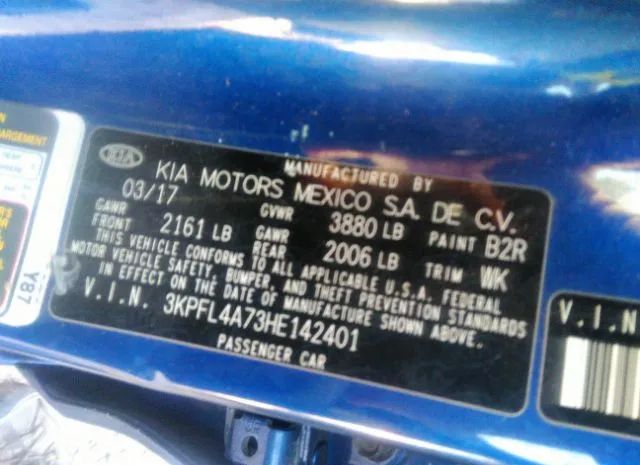 MANUFACTURED BY
KIA KIA MOTORS MEXICO S.A. DE C.V.
03/17 GVWR 3880 LB PAINT B2R
GAWR FRONT 2161 LB GAWR REAR 2006 LB TRIM WK
THIS VEHICLE CONFORMS TO ALL APPLICABLE U.S.A. FEDERAL
MOTOR VEHICLE SAFETY, BUMPER, AND THEFT PREVENTION STANDARDS
IN EFFECT ON THE DATE OF MANUFACTURE SHOWN ABOVE.
V.I.N. 3KPFL4A73HE142401
PASSENGER CAR
Y87
V.I.N